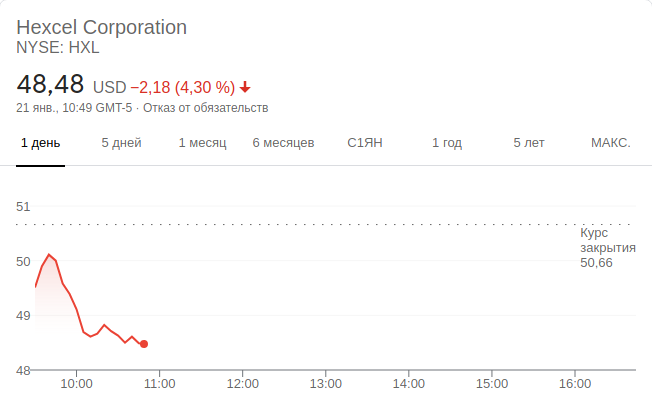 Hexcel Corporation
NYSE: HXL
48,48 USD −2,18 (4,30 %)
21 янв., 10:49 GMT-5 · Отказ от обязательств
1 день 5 дней 1 месяц 6 месяцев С1ЯН 1 год 5 лет МАКС.
51
Курс
закрытия
50,66
50
49
48
10:00 11:00 12:00 13:00 14:00 15:00 16:00